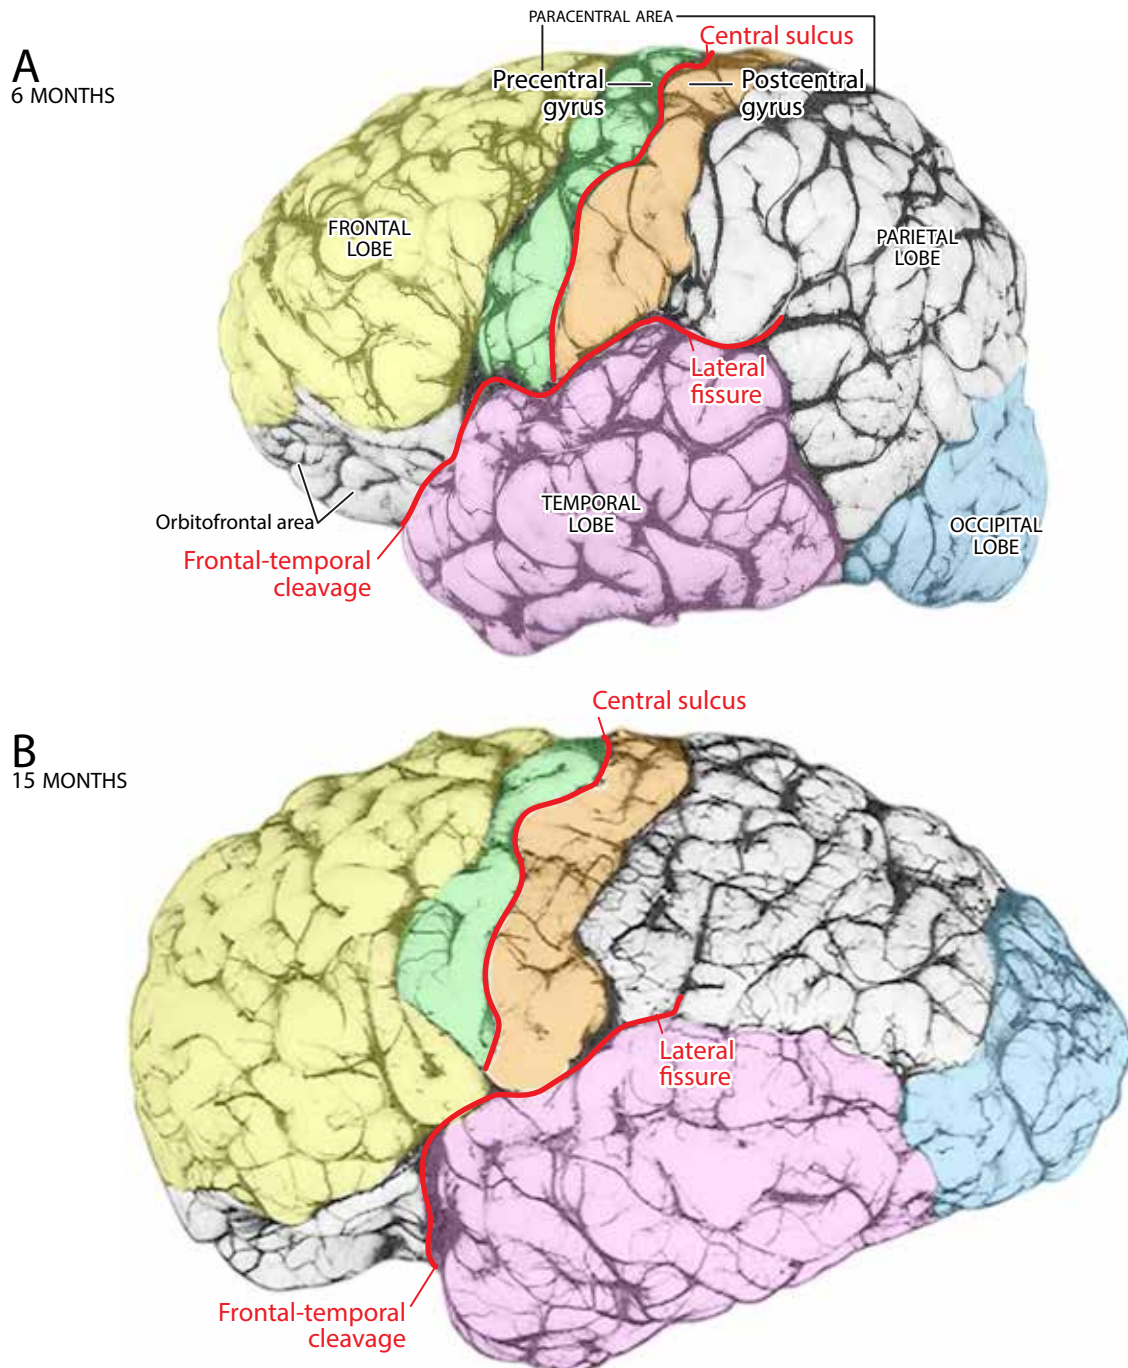 PARACENTRAL AREA
A
6 MONTHS
Central sulcus
Precentral
gyrus
Postcentral
gyrus
FRONTAL
LOBE
PARIETAL
LOBE
Lateral
fissure
TEMPORAL
LOBE
Orbitofrontal area
OCCIPITAL
LOBE
Frontal-temporal
cleavage
B
15 MONTHS
Central sulcus
Lateral
fissure
Frontal-temporal
cleavage